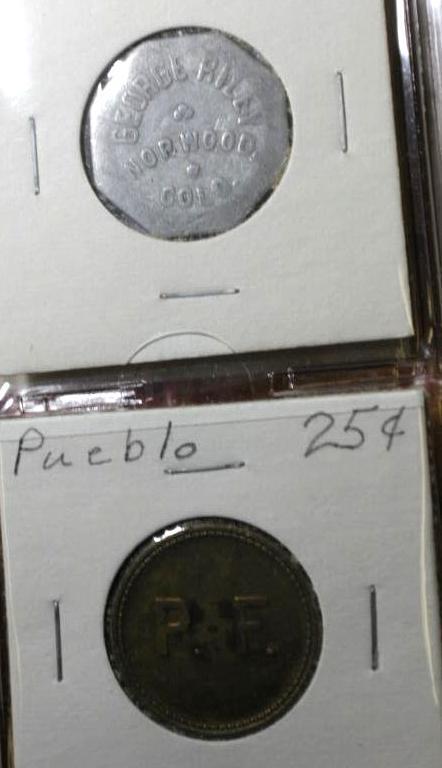 GEORGE RILEY
NORWOOD,
COLO.
Pueblo 25¢
P. F.